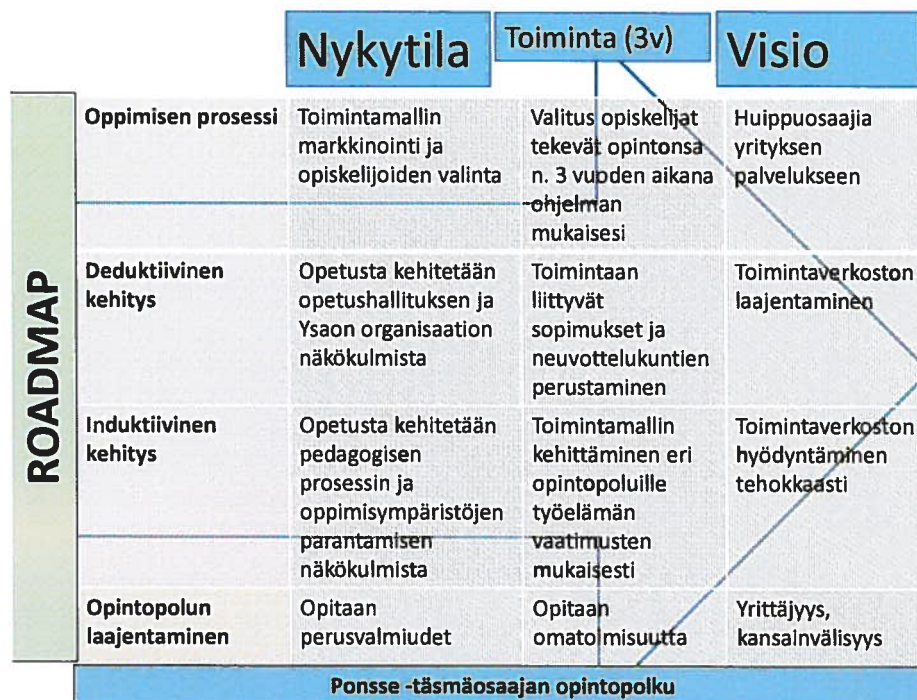 Nykytila
Toiminta (3v)
Visio
ROADMAP
Oppimisen prosessi
Toimintamallin
markkinointi ja
opiskelijoiden valinta
Valitus opiskelijat
tekevät opintonsa
n. 3 vuoden aikana
ohjelman
mukaisesi
Huippuosaajia
yrityksen
palvelukseen
Deduktiivinen
kehitys
Opetusta kehitetään
opetushallituksen ja
Ysaon organisaation
näkökulmista
Toimintaan
liittyvät
sopimukset ja
neuvottelukuntien
perustaminen
Toimintaverkoston
laajentaminen
Induktiivinen
kehitys
Opetusta kehitetään
pedagogisen
prosessin ja
oppimisympäristöjen
parantamisen
näkökulmista
Toimintamallin
kehittäminen eri
opintopoluille
työelämän
vaatimusten
mukaisesti
Toimintaverkoston
hyödyntäminen
tehokkaasti
Opintopolun
laajentaminen
Opitaan
perusvalmiudet
Opitaan
omatoimisuutta
Yrittäjyys,
kansainvälisyys
Ponsse -täsmäosaajan opintopolku